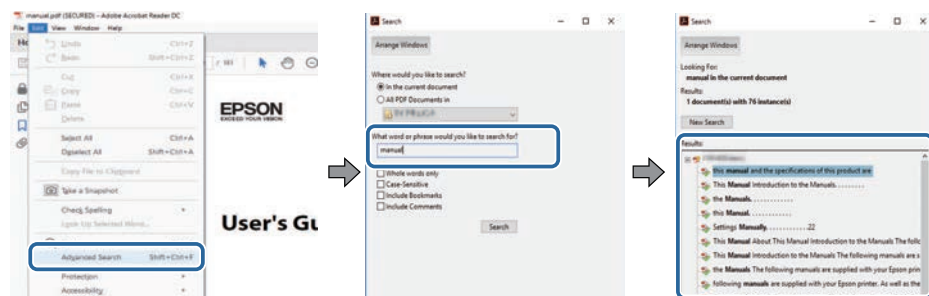 manual.pdf (SECURED) - Adobe Acrobat Reader DC
File Edit View Window Help
Undo Ctrl+Z
Redo Shift+Ctrl+Z
Cut Ctrl+X
Copy Ctrl+C
Paste Ctrl+V
Delete
Select All Ctrl+A
Deselect All Shift+Ctrl+A
Copy File to Clipboard
Take a Snapshot
Check Spelling
Look Up Selected Word...
Advanced Search Shift+Ctrl+F
Protection
Accessibility
/ 181
EPSON
EXCEED YOUR VISION
User's Gu
Search
Arrange Windows
Where would you like to search?
In the current document
All PDF Documents in
What word or phrase would you like to search for?
manual
Whole words only
Case-Sensitive
Include Bookmarks
Include Comments
Search
Search
Arrange Windows
Looking For:
manual in the current document
Results:
1 document(s) with 76 instance(s)
New Search
Results:
this manual and the specifications of this product are
This Manual Introduction to the Manuals. . . . . . . . .
the Manuals. . . . . . . . . . . . .
this Manual. . . . . . . . . . . . .
Settings Manually. . . . . . . . . . . . .22
This Manual About This Manual Introduction to the Manuals The follo
This Manual Introduction to the Manuals The following manuals are s
the Manuals The following manuals are supplied with your Epson prin
following manuals are supplied with your Epson printer. As well as the